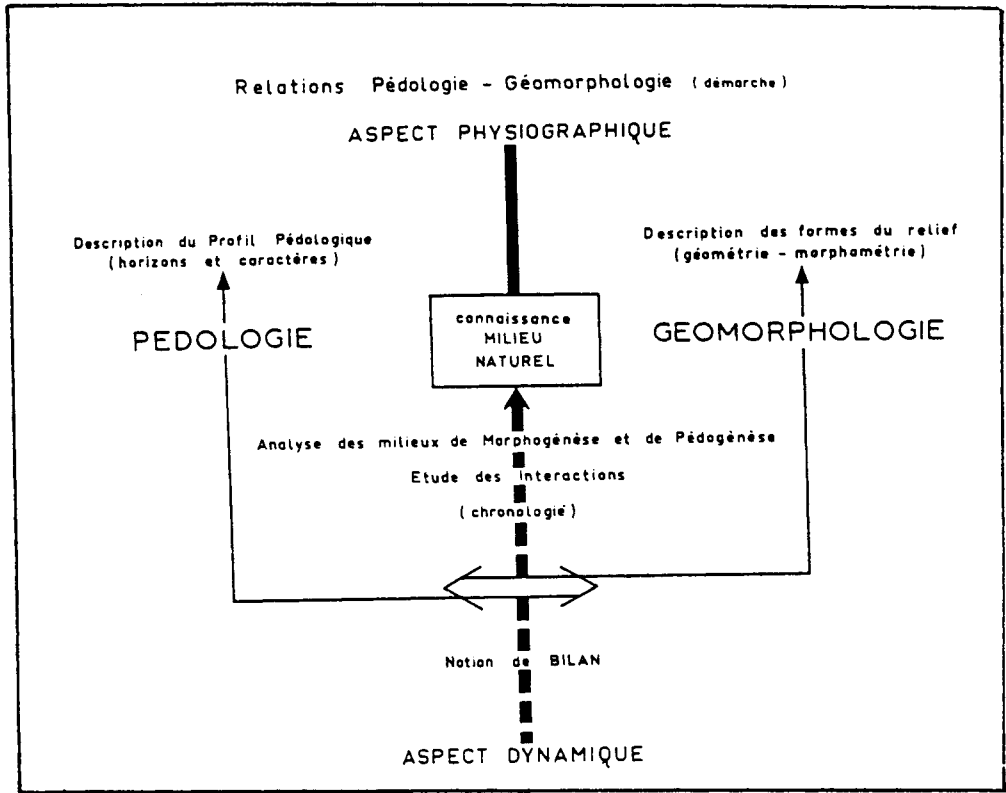 Relations Pédologie - Géomorphologie (démarche)
ASPECT PHYSIOGRAPHIQUE
Description du Profil Pédologique
(horizons et caractères)
Description des formes du relief
(géométrie - morphamétrie)
PEDOLOGIE
connaissance
MILIEU
NATUREL
GEOMORPHOLOGIE
Analyse des milieux de Morphogénèse et de Pédogénèse
Etude des Interactions
(chronologie)
Notion de BILAN
ASPECT DYNAMIQUE